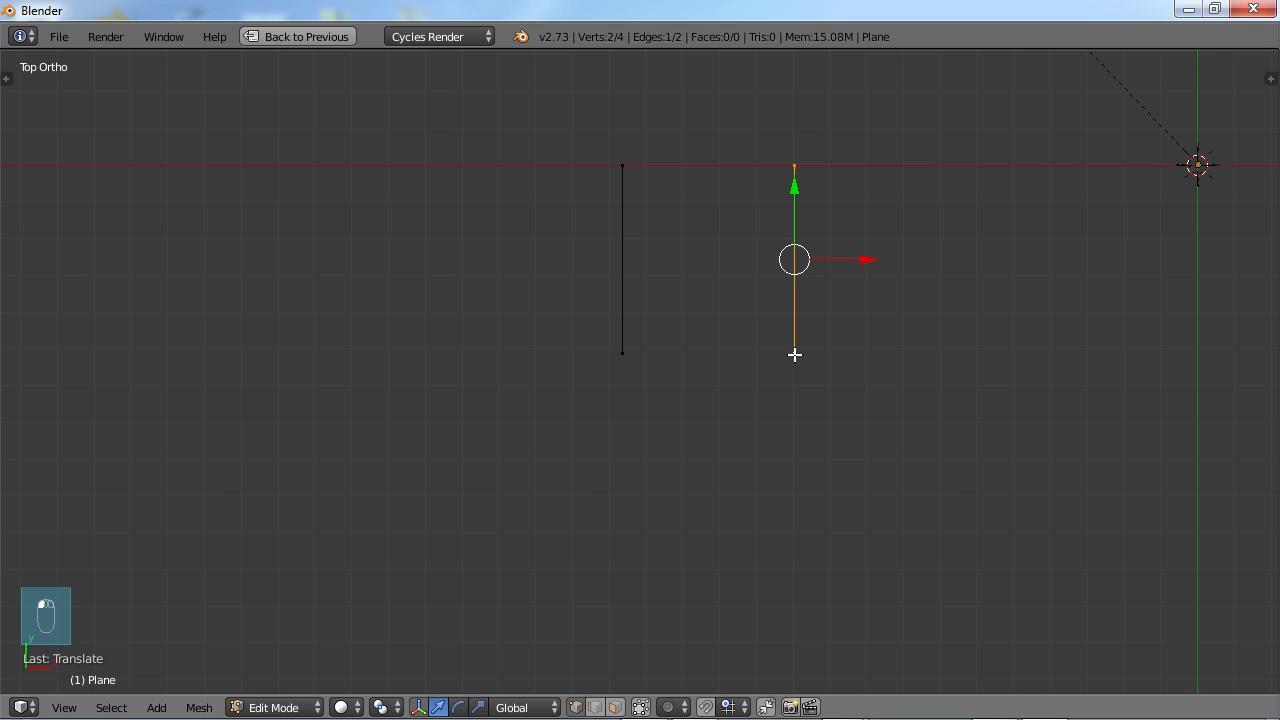 Blender
File Render Window Help Back to Previous Cycles Render v2.73 | Verts:2/4 | Edges:1/2 | Faces:0/0 | Tris:0 | Mem:15.08M | Plane
Top Ortho
y
Last: Translate
(1) Plane
View Select Add Mesh Edit Mode Global